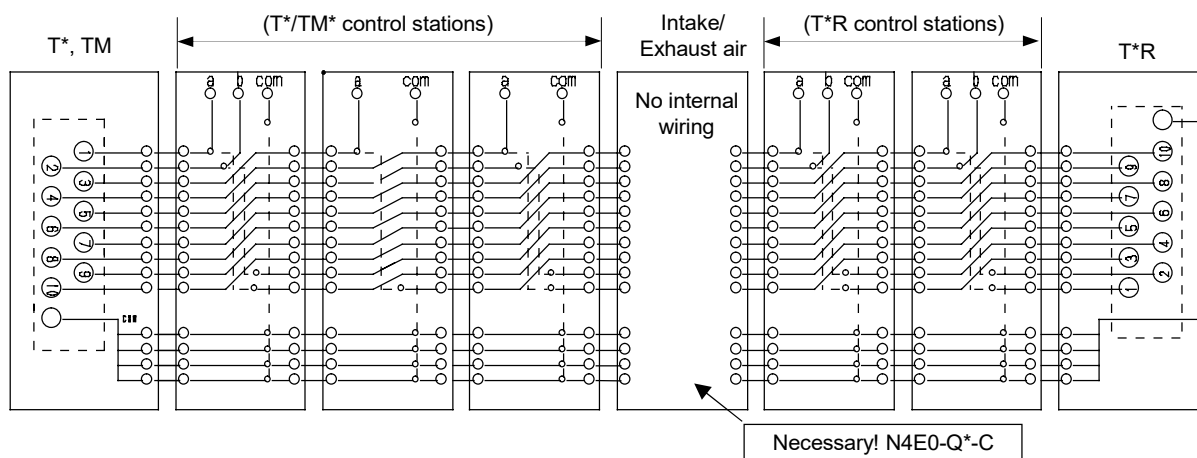 (T*/TM* control stations)
Intake/
Exhaust air
(T*R control stations)
T*, TM
T*R
a b com
a com
a com
No internal
wiring
a b com
a b com
1
2
3
4
5
6
7
8
9
10
com
10
9
8
7
6
5
4
3
2
1
Necessary! N4E0-Q*-C